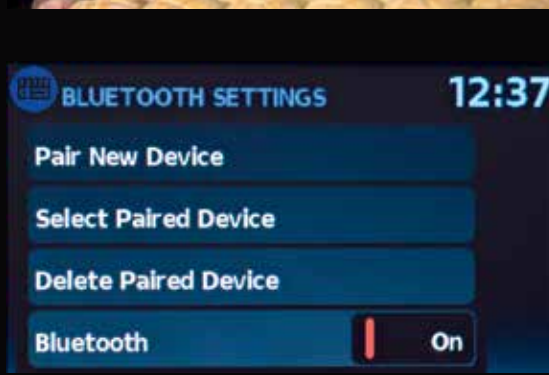 BLUETOOTH SETTINGS 12:37
Pair New Device
Select Paired Device
Delete Paired Device
Bluetooth On